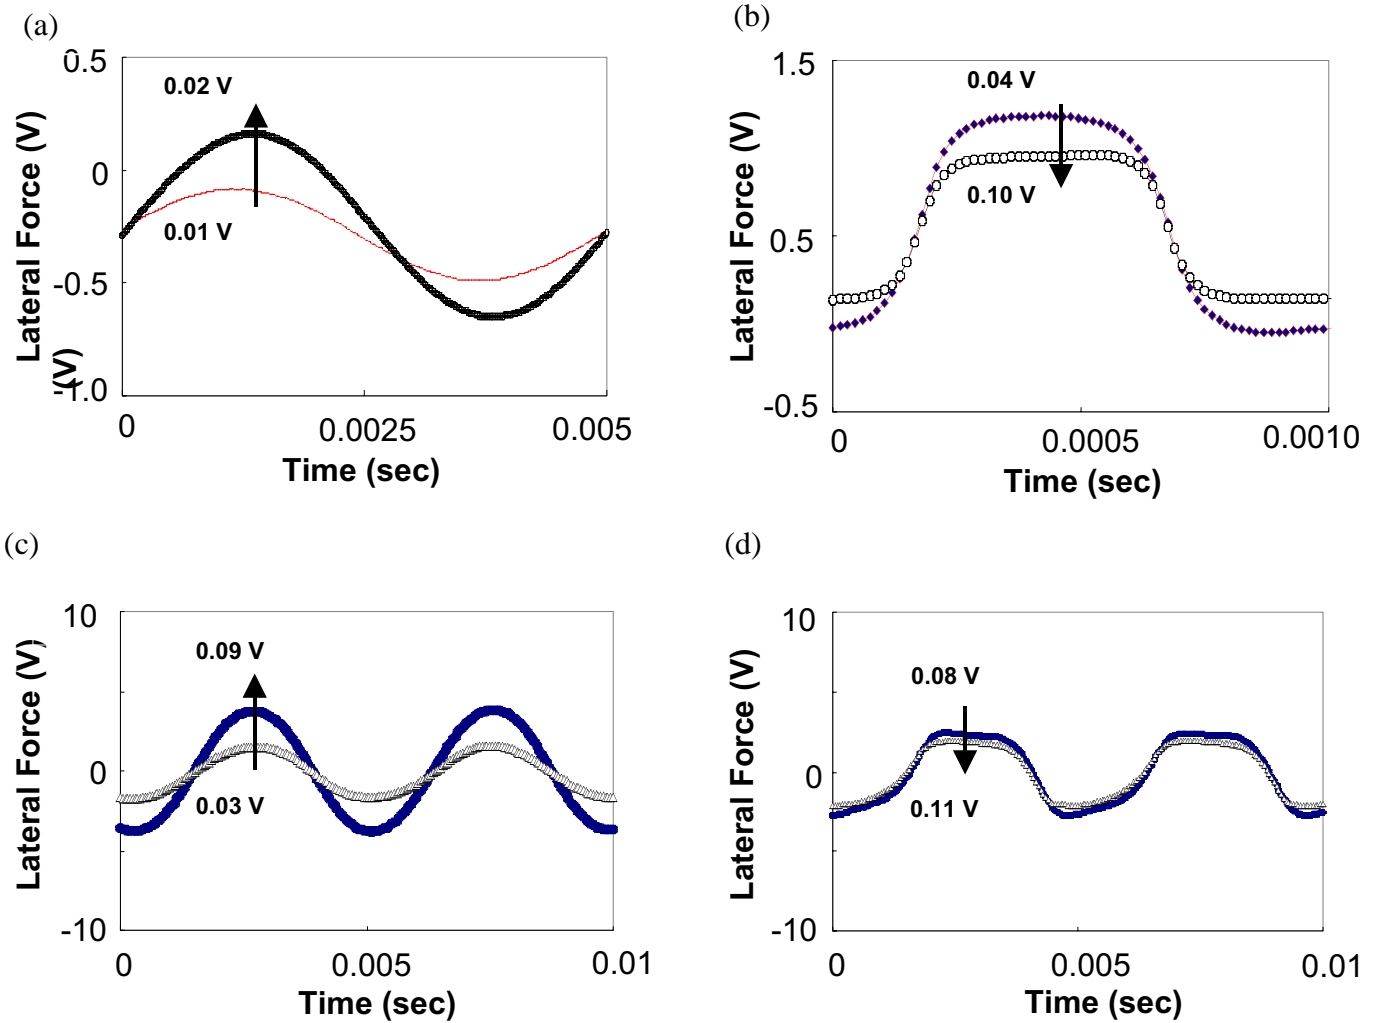 (a)
0.5
0.02 V
0
0.01 V
-0.5
-1.0
Lateral Force (V)
(V)
0
0.0025
0.005
Time (sec)
(b)
1.5
0.04 V
0.10 V
0.5
-0.5
Lateral Force (V)
0
0.0005
0.0010
Time (sec)
(c)
10
0.09 V
0
0.03 V
-10
Lateral Force (V)
0
0.005
0.01
Time (sec)
(d)
10
0.08 V
0
0.11 V
-10
Lateral Force (V)
0
0.005
0.01
Time (sec)